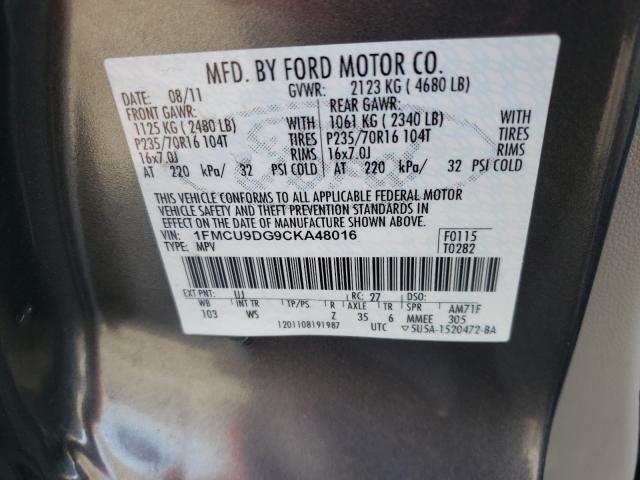 MFD. BY FORD MOTOR CO.
DATE: 08/11 GVWR: 2123 KG ( 4680 LB)
FRONT GAWR: REAR GAWR:
1125 KG ( 2480 LB) WITH 1061 KG ( 2340 LB) WITH
P235/70R16 104T TIRES P235/70R16 104T TIRES
16x7.0J RIMS 16x7.0J RIMS
AT 220 kPa/ 32 PSI COLD AT 220 kPa/ 32 PSI COLD
THIS VEHICLE CONFORMS TO ALL APPLICABLE FEDERAL MOTOR
VEHICLE SAFETY AND THEFT PREVENTION STANDARDS IN
EFFECT ON THE DATE OF MANUFACTURE SHOWN ABOVE.
VIN: 1FMCU9DG9CKA48016 F0115
TYPE: MPV T0282
EXT PNT: UJ RC: 27 DSO:
WB INT TR TP/PS R AXLE TR SPR AM71F
103 WS Z 35 6 MMEE 305
1201108191987 UTC ▽5U5A-1520472-BA